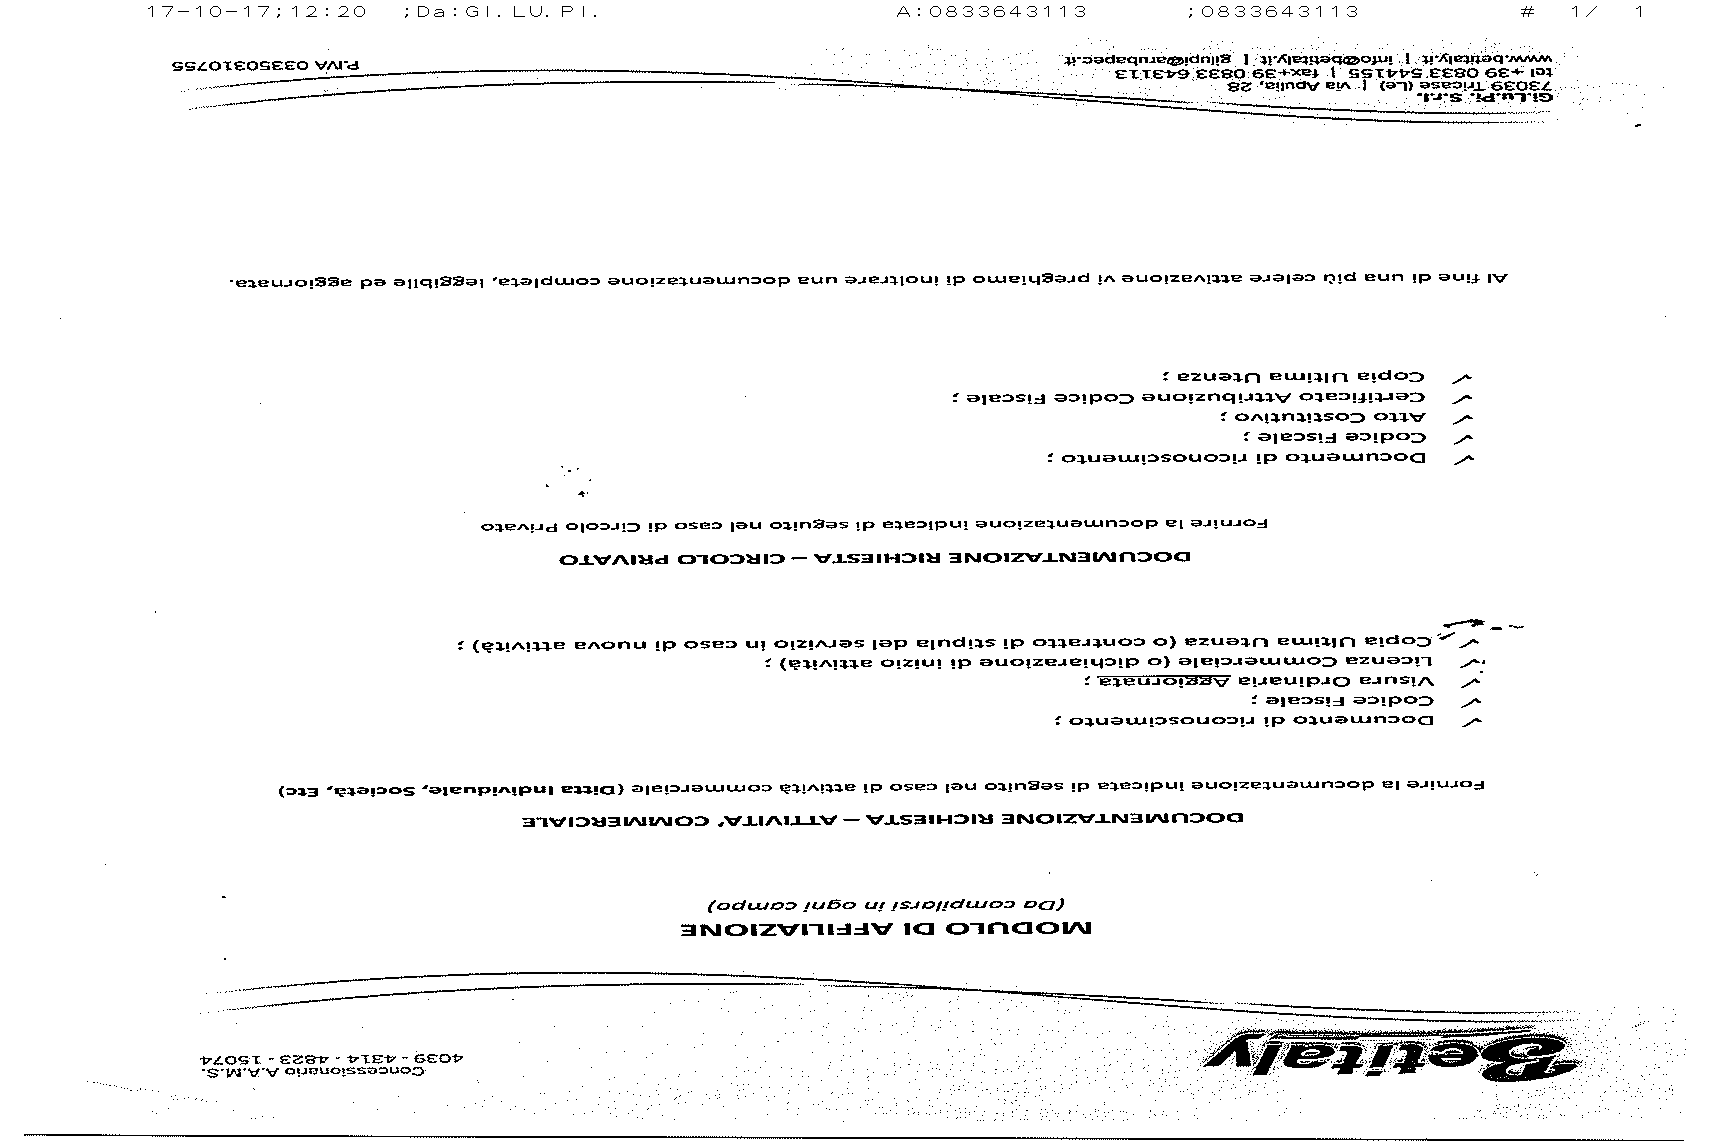 17-10-17;12:20 ;Da:GI.LU.PI. A:0833643113 ;0833643113 # 1/ 1
Betitaly
Concessionario A.A.M.S.
4039 - 4314 - 4823 - 15074
MODULO DI AFFILIAZIONE
(Da compilarsi in ogni campo)
DOCUMENTAZIONE RICHIESTA – ATTIVITA' COMMERCIALE
Fornire la documentazione indicata di seguito nel caso di attività commerciale (Ditta Individuale, Società, Etc)
✓ Documento di riconoscimento ;
✓ Codice Fiscale ;
✓ Visura Ordinaria Aggiornata ;
✓ Licenza Commerciale (o dichiarazione di inizio attività) ;
✓ Copia Ultima Utenza (o contratto di stipula del servizio in caso di nuova attività) ;
DOCUMENTAZIONE RICHIESTA – CIRCOLO PRIVATO
Fornire la documentazione indicata di seguito nel caso di Circolo Privato
✓ Documento di riconoscimento ;
✓ Codice Fiscale ;
✓ Atto Costitutivo ;
✓ Certificato Attribuzione Codice Fiscale ;
✓ Copia Ultima Utenza ;
Al fine di una più celere attivazione vi preghiamo di inoltrare una documentazione completa, leggibile ed aggiornata.
Gi.Lu.Pi. S.r.l.
73039 Tricase (Le) | via Apulia, 28
tel +39 0833 544155 | fax+39 0833 643113
www.betitaly.it | info@betitaly.it | gilupi@arubapec.it
P.IVA 03350310755